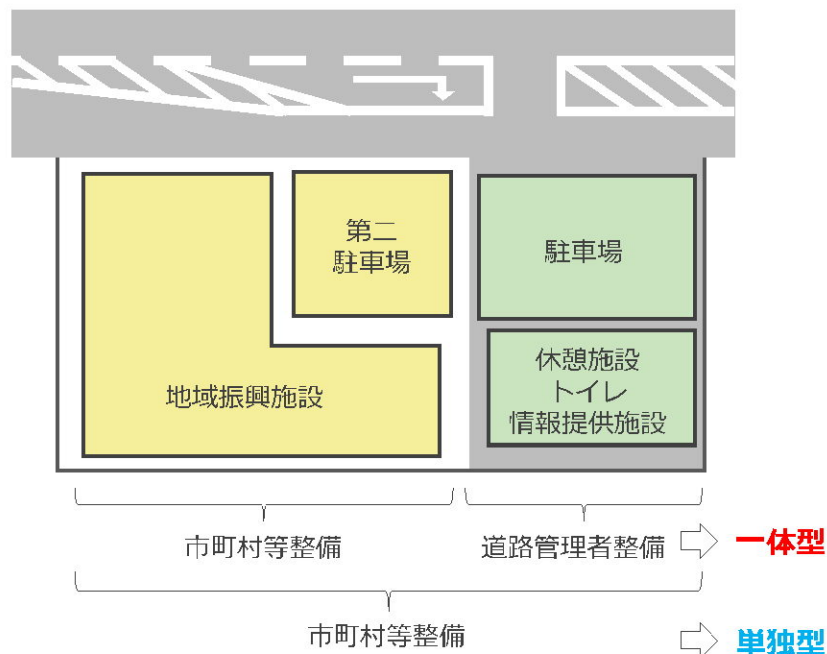 第二
駐車場
駐車場
地域振興施設
休憩施設
トイレ
情報提供施設
市町村等整備
道路管理者整備
一体型
市町村等整備
単独型